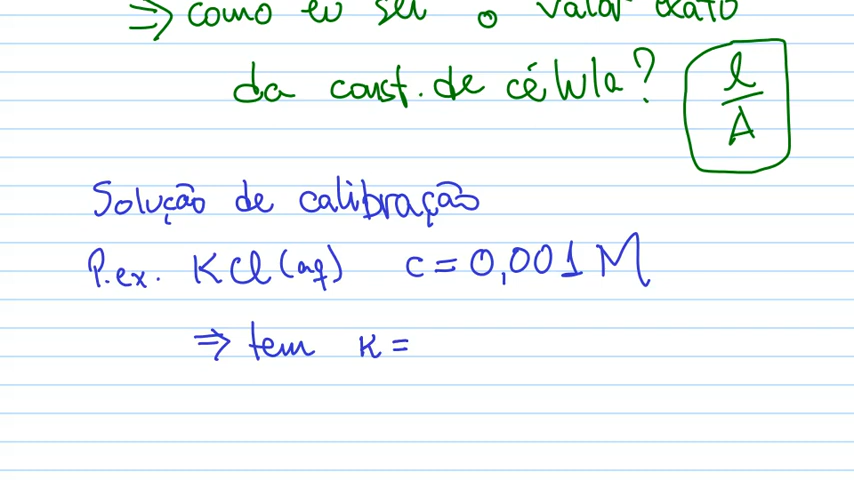 ⇒ como eu sei o valor exato
da const. de célula? l/A
Solução de calibração
P.ex. KCl(aq) c = 0,001 M
⇒ tem κ =